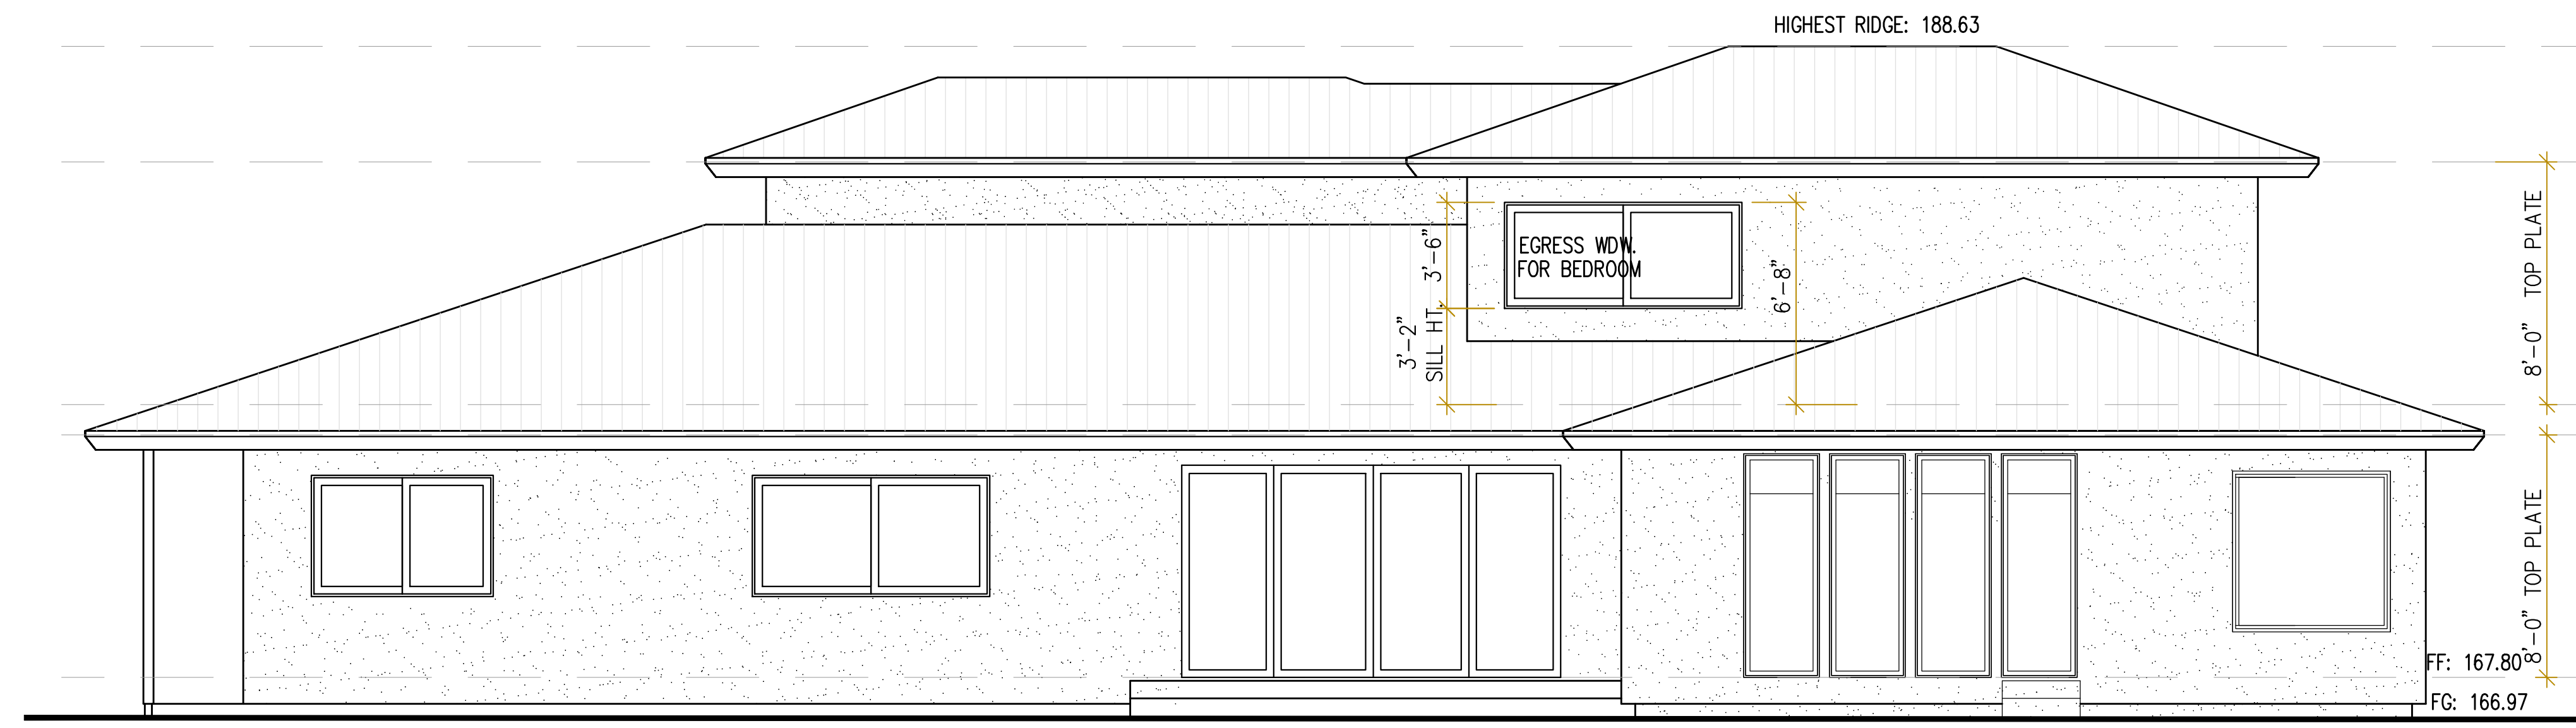 HIGHEST RIDGE: 188.63
EGRESS WDW.
FOR BEDROOM
3'-6"
3'-2"
SILL HT.
6'-8"
8'-0" TOP PLATE
8'-0" TOP PLATE
FF: 167.80
FG: 166.97